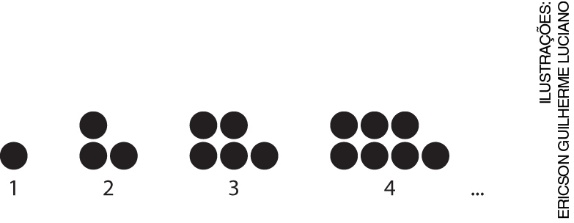 ILUSTRAÇÕES:
ERICSON GUILHERME LUCIANO
1 2 3 4 ...